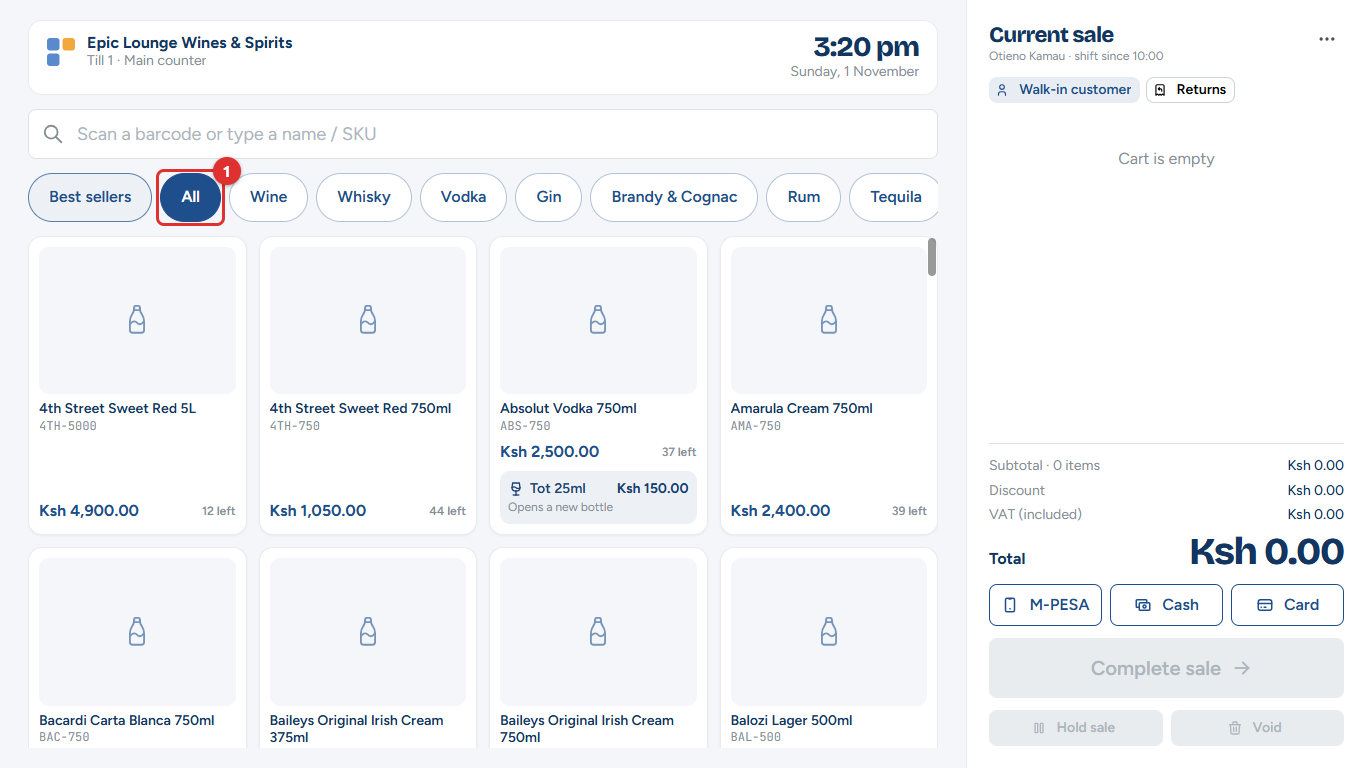 Epic Lounge Wines & Spirits
Till 1 · Main counter
3:20 pm
Sunday, 1 November
Scan a barcode or type a name / SKU
1
Best sellers
All
Wine
Whisky
Vodka
Gin
Brandy & Cognac
Rum
Tequila
4th Street Sweet Red 5L
4TH-5000
Ksh 4,900.00
12 left
4th Street Sweet Red 750ml
4TH-750
Ksh 1,050.00
44 left
Absolut Vodka 750ml
ABS-750
Ksh 2,500.00
37 left
Tot 25ml
Ksh 150.00
Opens a new bottle
Amarula Cream 750ml
AMA-750
Ksh 2,400.00
39 left
Bacardi Carta Blanca 750ml
BAC-750
Baileys Original Irish Cream
375ml
Baileys Original Irish Cream
750ml
Balozi Lager 500ml
BAL-500
Current sale
Otieno Kamau · shift since 10:00
Walk-in customer
Returns
Cart is empty
Subtotal · 0 items
Ksh 0.00
Discount
Ksh 0.00
VAT (included)
Ksh 0.00
Total
Ksh 0.00
M-PESA
Cash
Card
Complete sale
Hold sale
Void